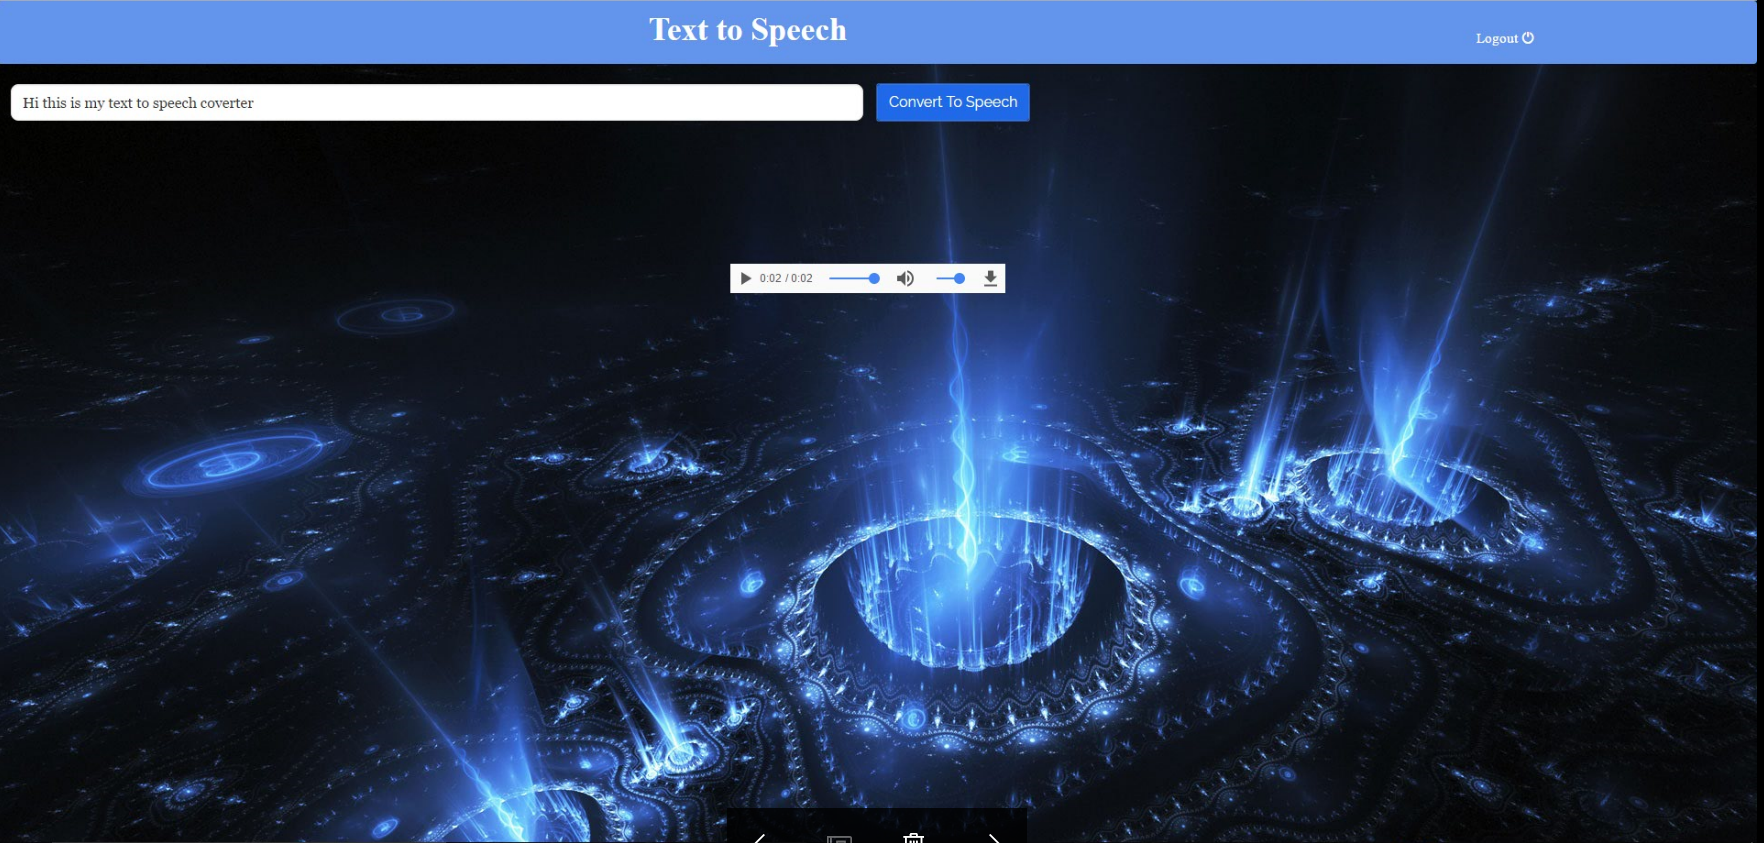 Text to Speech
Logout
Hi this is my text to speech coverter
Convert To Speech
0:02 / 0:02